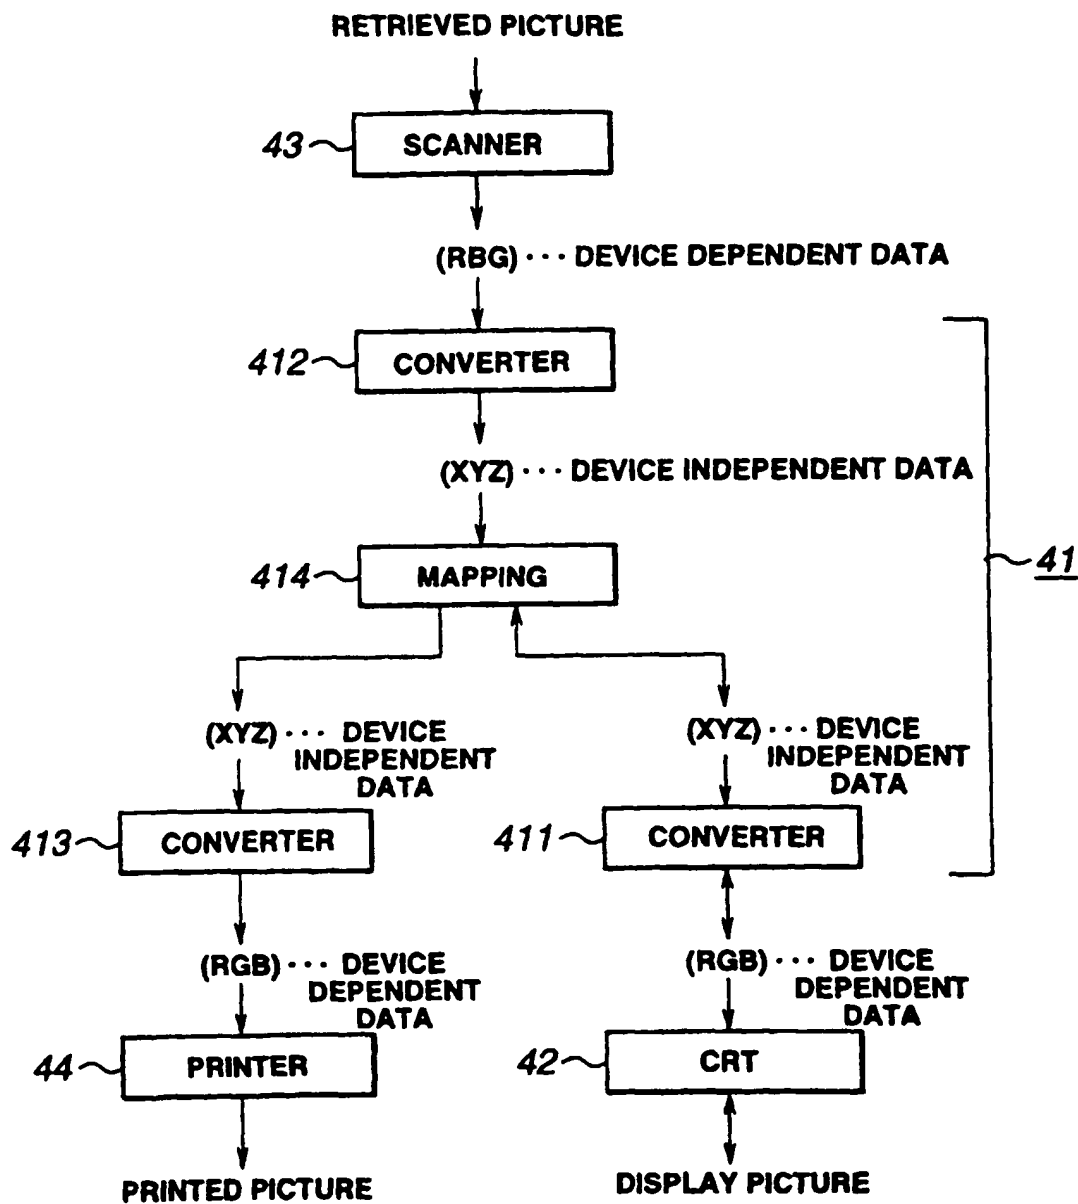 RETRIEVED PICTURE
43 SCANNER
(RBG) ··· DEVICE DEPENDENT DATA
412 CONVERTER
(XYZ) ··· DEVICE INDEPENDENT DATA
414 MAPPING
41
(XYZ) ··· DEVICE
INDEPENDENT
DATA
(XYZ) ··· DEVICE
INDEPENDENT
DATA
413 CONVERTER
411 CONVERTER
(RGB) ··· DEVICE
DEPENDENT
DATA
(RGB) ··· DEVICE
DEPENDENT
DATA
44 PRINTER
42 CRT
PRINTED PICTURE
DISPLAY PICTURE